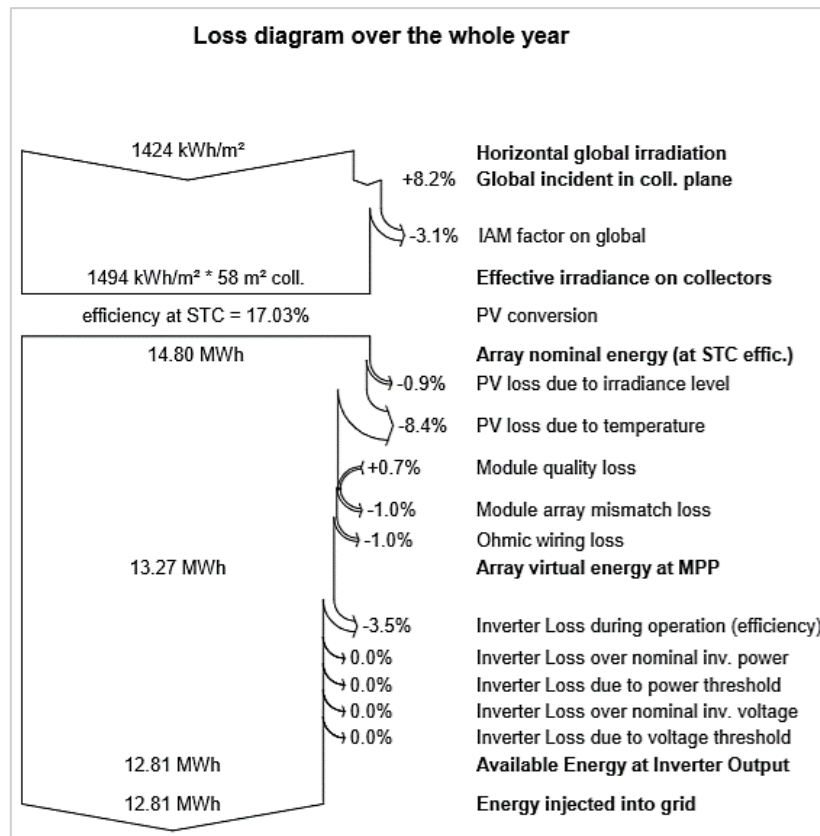 Loss diagram over the whole year
1424 kWh/m²
Horizontal global irradiation
+8.2% Global incident in coll. plane
-3.1% IAM factor on global
1494 kWh/m² * 58 m² coll. Effective irradiance on collectors
efficiency at STC = 17.03% PV conversion
14.80 MWh Array nominal energy (at STC effic.)
-0.9% PV loss due to irradiance level
-8.4% PV loss due to temperature
+0.7% Module quality loss
-1.0% Module array mismatch loss
-1.0% Ohmic wiring loss
13.27 MWh Array virtual energy at MPP
-3.5% Inverter Loss during operation (efficiency)
0.0% Inverter Loss over nominal inv. power
0.0% Inverter Loss due to power threshold
0.0% Inverter Loss over nominal inv. voltage
0.0% Inverter Loss due to voltage threshold
12.81 MWh Available Energy at Inverter Output
12.81 MWh Energy injected into grid